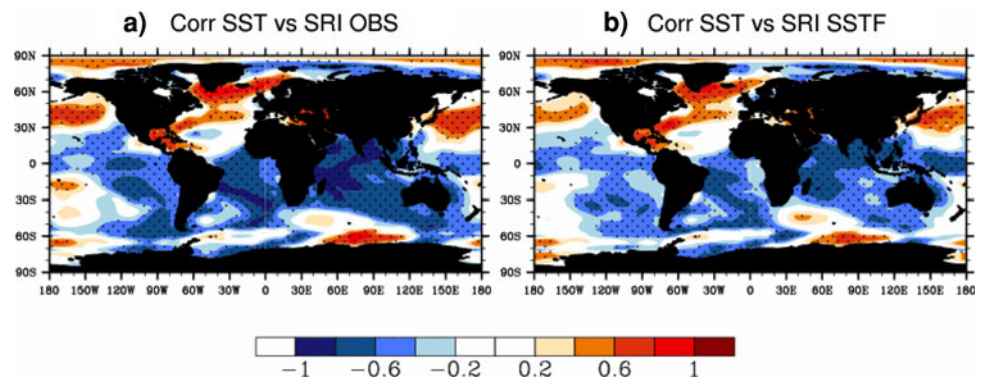 a) Corr SST vs SRI OBS
b) Corr SST vs SRI SSTF
90N
60N
30N
0
30S
60S
90S
180 150W 120W 90W 60W 30W 0 30E 60E 90E 120E 150E 180
90N
60N
30N
0
30S
60S
90S
180 150W 120W 90W 60W 30W 0 30E 60E 90E 120E 150E 180
−1 −0.6 −0.2 0.2 0.6 1